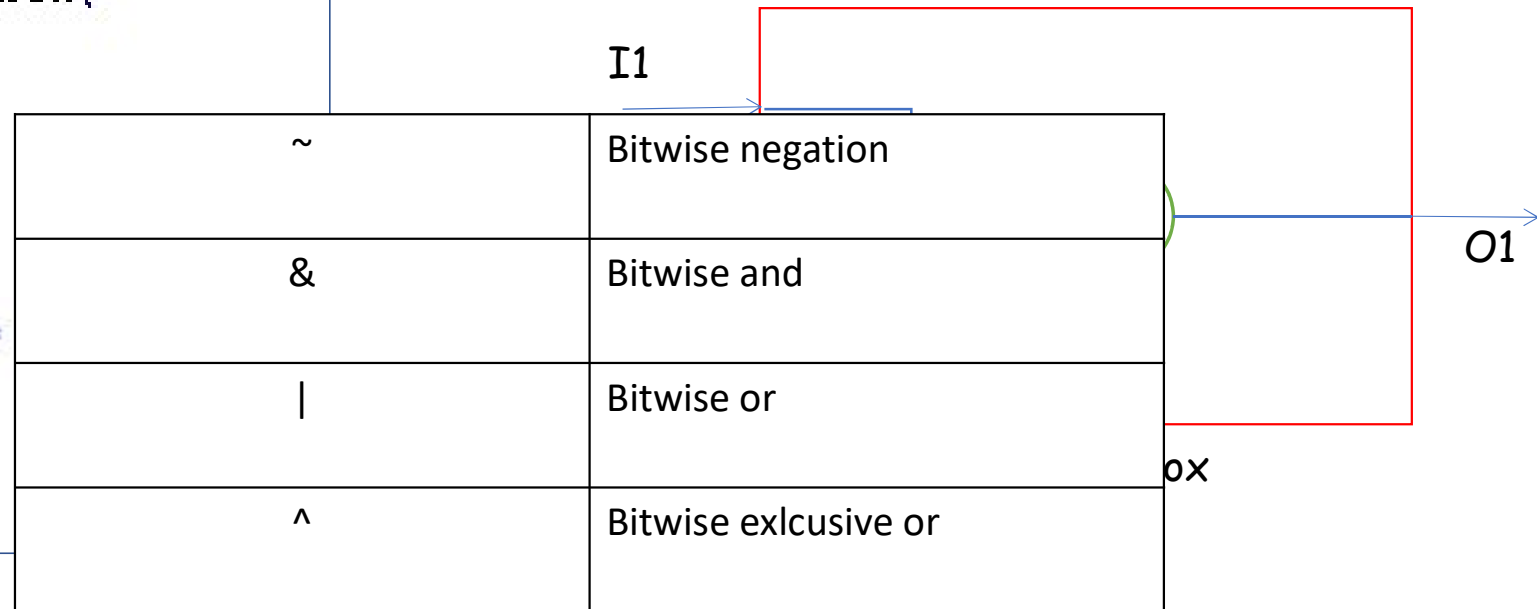 I1
~ Bitwise negation
& Bitwise and
O1
| Bitwise or
ox
^ Bitwise exlcusive or